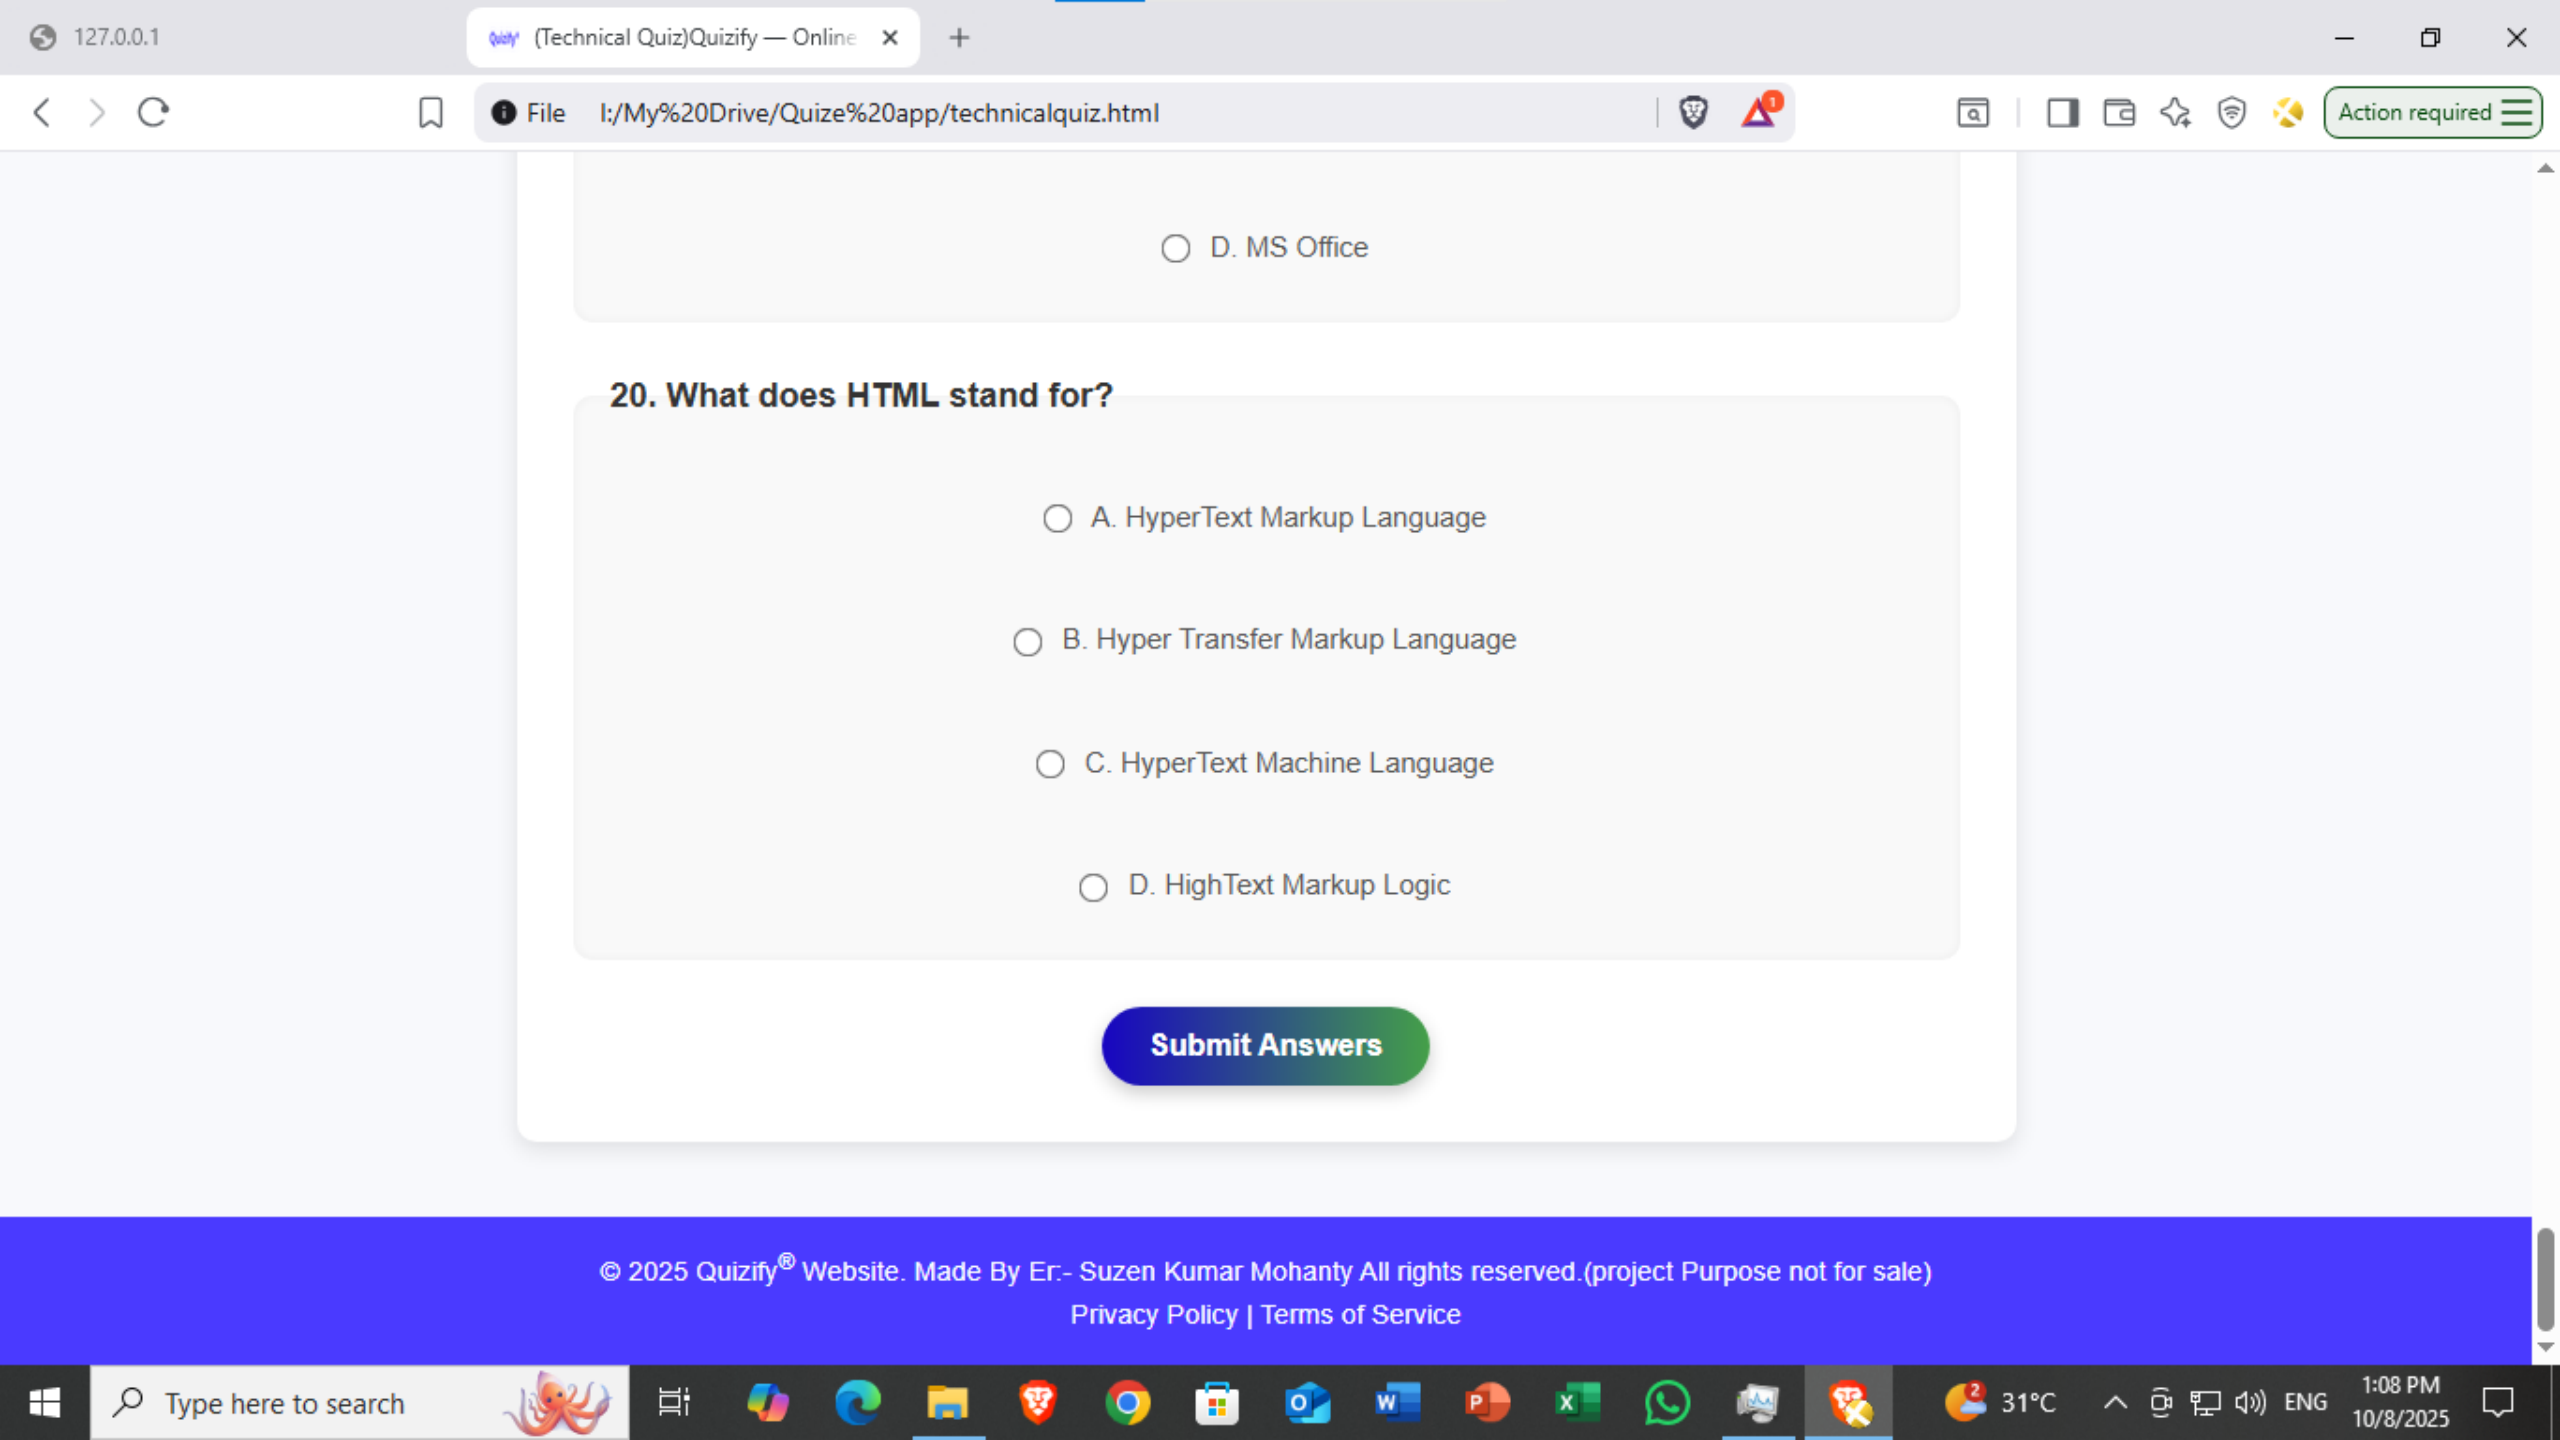 127.0.0.1
Quizify (Technical Quiz)Quizify — Online
File I:/My%20Drive/Quize%20app/technicalquiz.html
1
Action required
D. MS Office
20. What does HTML stand for?
A. HyperText Markup Language
B. Hyper Transfer Markup Language
C. HyperText Machine Language
D. HighText Markup Logic
Submit Answers
© 2025 Quizify® Website. Made By Er:- Suzen Kumar Mohanty All rights reserved.(project Purpose not for sale)
Privacy Policy | Terms of Service
Type here to search
2
31°C
ENG
1:08 PM
10/8/2025